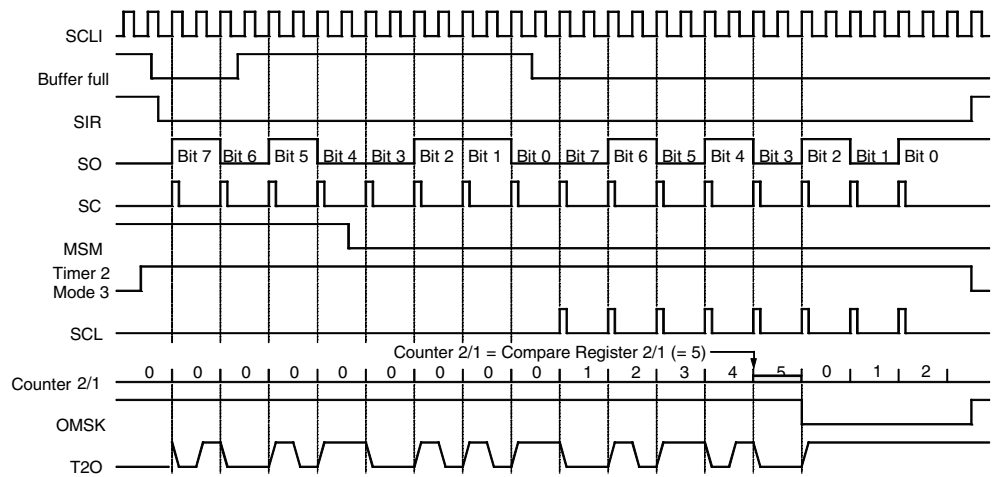 SCLI
Buffer full
SIR
SO
Bit 7 Bit 6 Bit 5 Bit 4 Bit 3 Bit 2 Bit 1 Bit 0 Bit 7 Bit 6 Bit 5 Bit 4 Bit 3 Bit 2 Bit 1 Bit 0
SC
MSM
Timer 2
Mode 3
SCL
Counter 2/1 = Compare Register 2/1 (= 5)
Counter 2/1
0 0 0 0 0 0 0 0 0 1 2 3 4 5 0 1 2
OMSK
T2O